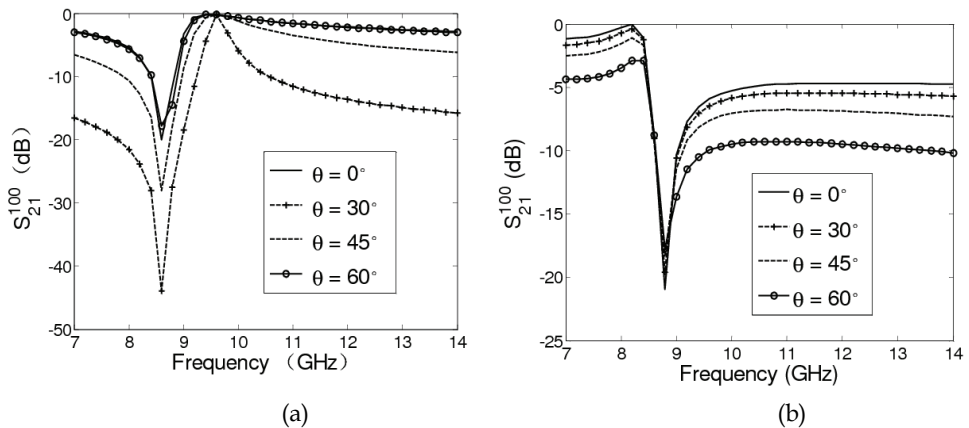 0
-10
-20
-30
-40
-50
S₂₁¹⁰⁰ (dB)
θ = 0°
θ = 30°
θ = 45°
θ = 60°
7 8 9 10 11 12 13 14
Frequency (GHz)
(a)
0
-5
-10
-15
-20
-25
S₂₁¹⁰⁰ (dB)
θ = 0°
θ = 30°
θ = 45°
θ = 60°
7 8 9 10 11 12 13 14
Frequency (GHz)
(b)